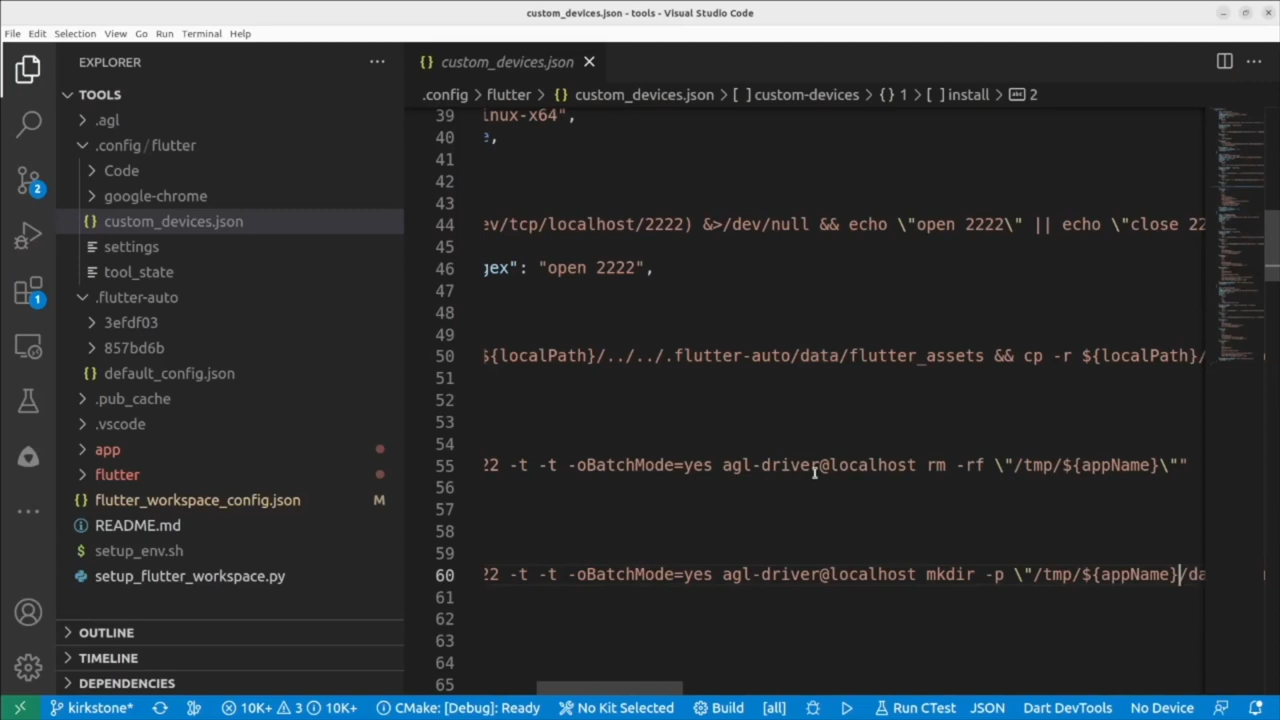 custom_devices.json - tools - Visual Studio Code
File Edit Selection View Go Run Terminal Help
EXPLORER
TOOLS
.agl
.config / flutter
Code
google-chrome
custom_devices.json
settings
tool_state
.flutter-auto
3efdf03
857bd6b
default_config.json
.pub_cache
.vscode
app
flutter
flutter_workspace_config.json M
README.md
setup_env.sh
setup_flutter_workspace.py
OUTLINE
TIMELINE
DEPENDENCIES
2
1
{} custom_devices.json
.config > flutter > {} custom_devices.json > [ ] custom-devices > {} 1 > [ ] install > abc 2
39 inux-x64",
40 e,
41
42
43
44 ev/tcp/localhost/2222) &>/dev/null && echo \"open 2222\" || echo \"close 22
45
46 gex": "open 2222",
47
48
49
50 ${localPath}/../../.flutter-auto/data/flutter_assets && cp -r ${localPath}/
51
52
53
54
55 22 -t -t -oBatchMode=yes agl-driver@localhost rm -rf \"/tmp/${appName}\""
56
57
58
59
60 22 -t -t -oBatchMode=yes agl-driver@localhost mkdir -p \"/tmp/${appName}/da
61
62
63
64
65
kirkstone* 10K+ 3 10K+ CMake: [Debug]: Ready No Kit Selected Build [all] Run CTest JSON Dart DevTools No Device